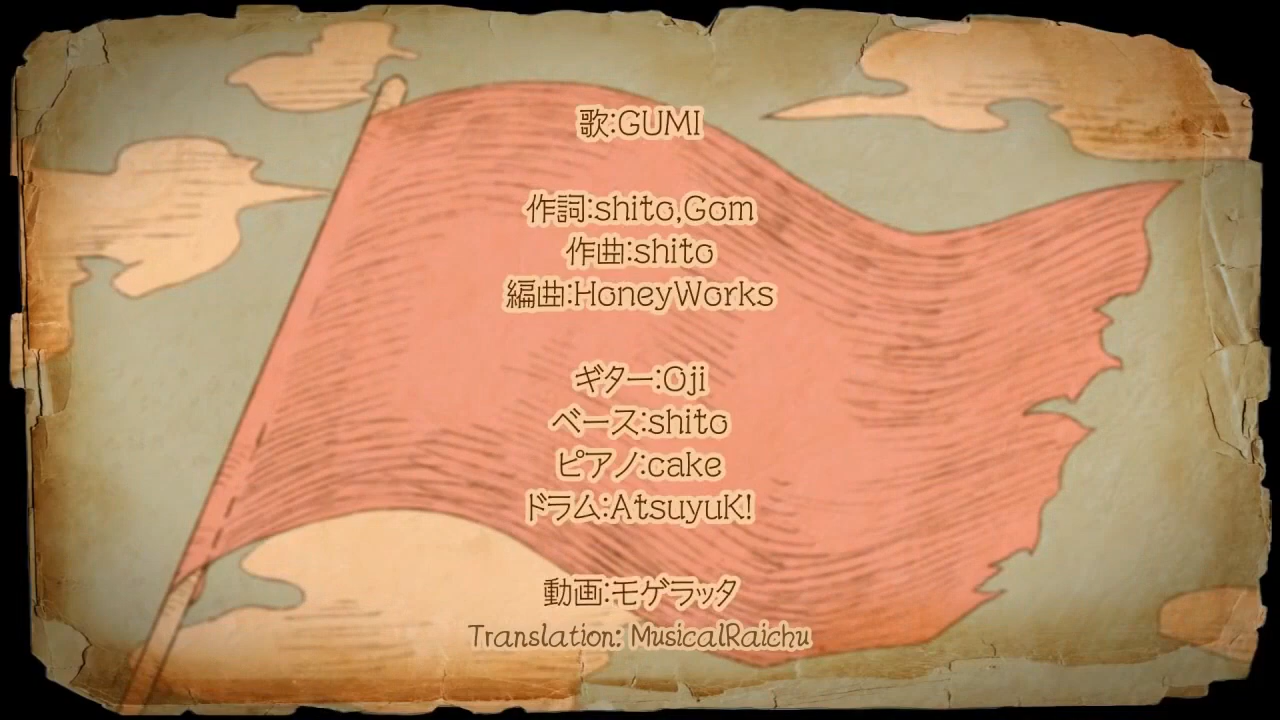 歌:GUMI
作詞:shito,Gom
作曲:shito
編曲:HoneyWorks
ギター:Oji
ベース:shito
ピアノ:cake
ドラム:AtsuyuK!
動画:モゲラッタ
Translation: MusicalRaichu